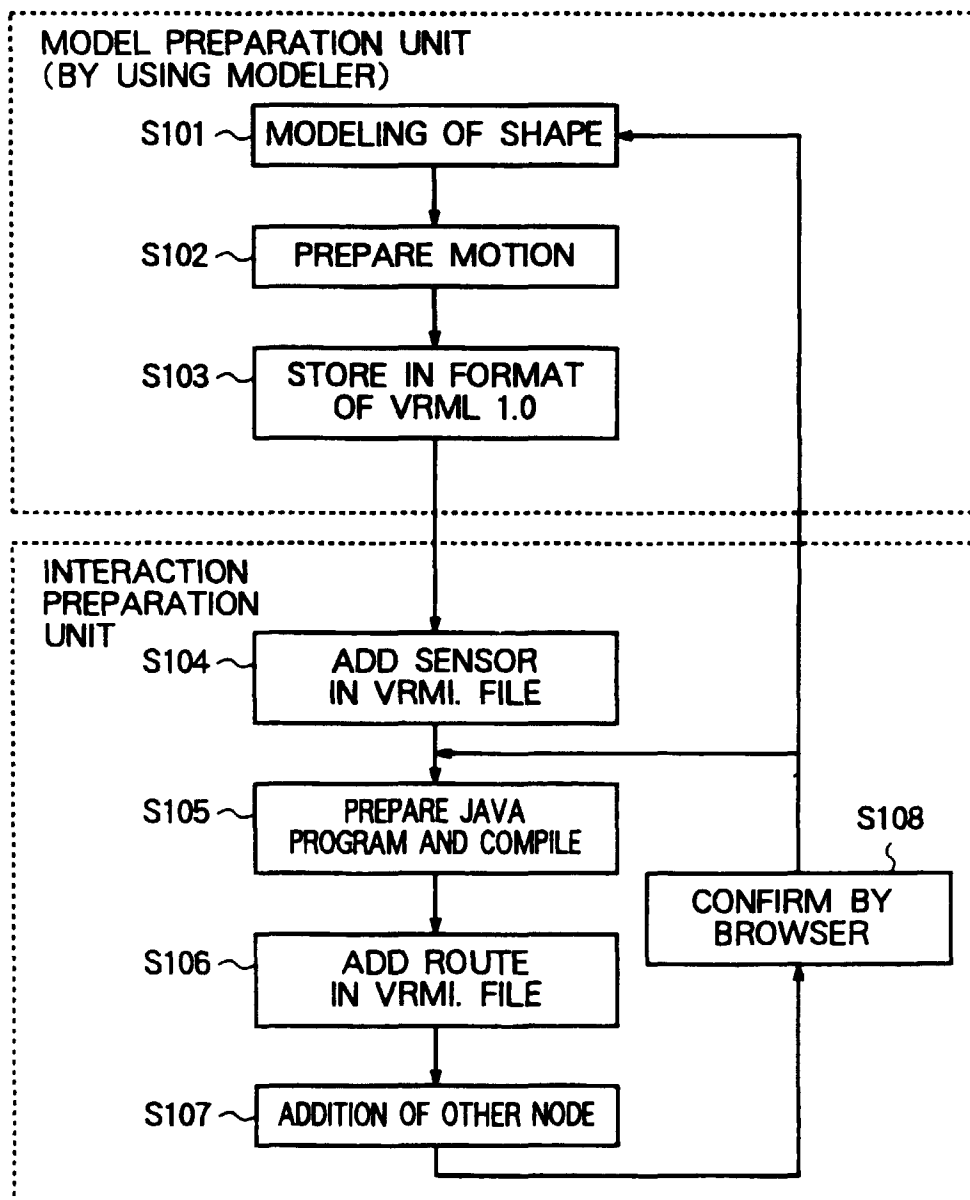 MODEL PREPARATION UNIT
(BY USING MODELER)
S101
MODELING OF SHAPE
S102
PREPARE MOTION
S103
STORE IN FORMAT
OF VRML 1.0
INTERACTION
PREPARATION
UNIT
S104
ADD SENSOR
IN VRMI. FILE
S105
PREPARE JAVA
PROGRAM AND COMPILE
S108
CONFIRM BY
BROWSER
S106
ADD ROUTE
IN VRMI. FILE
S107
ADDITION OF OTHER NODE